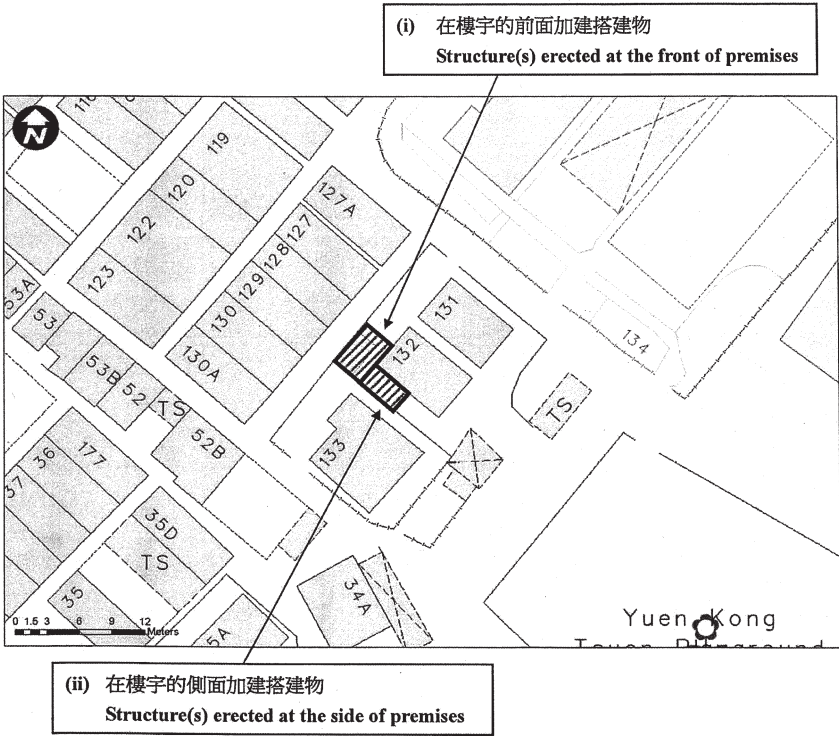 (i) 在樓宇的前面加建搭建物
Structure(s) erected at the front of premises
N
119
120
122
123
127A
127
128
129
130
130A
131
132
133
134
53A
53
53B
52
TS
52B
TS
36
37
177
35D
TS
35
34A
5A
0 1.5 3 6 9 12
Meters
Yuen Kong
Tsuen Playground
(ii) 在樓宇的側面加建搭建物
Structure(s) erected at the side of premises